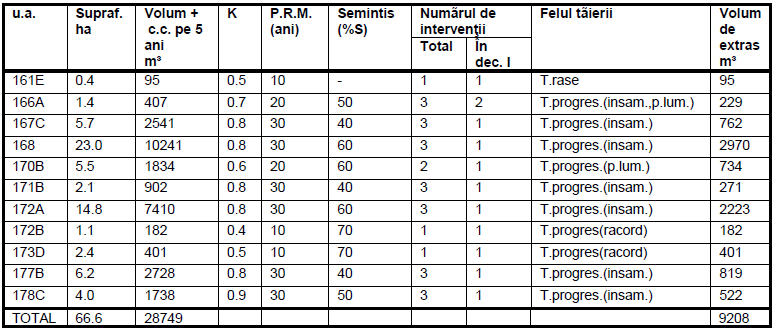 u.a. Supraf. ha Volum + c.c. pe 5 ani m³ K P.R.M. (ani) Semintis (%S) Numãrul de intervenţii Felul tãierii Volum de extras m³
Total În dec. I
161E 0.4 95 0.5 10 - 1 1 T.rase 95
166A 1.4 407 0.7 20 50 3 2 T.progres.(insam.,p.lum.) 229
167C 5.7 2541 0.8 30 40 3 1 T.progres.(insam.) 762
168 23.0 10241 0.8 30 60 3 1 T.progres.(insam.) 2970
170B 5.5 1834 0.6 20 60 2 1 T.progres.(p.lum.) 734
171B 2.1 902 0.8 30 40 3 1 T.progres.(insam.) 271
172A 14.8 7410 0.8 30 60 3 1 T.progres.(insam.) 2223
172B 1.1 182 0.4 10 70 1 1 T.progres(racord) 182
173D 2.4 401 0.5 10 70 1 1 T.progres(racord) 401
177B 6.2 2728 0.8 30 40 3 1 T.progres.(insam.) 819
178C 4.0 1738 0.9 30 50 3 1 T.progres.(insam.) 522
TOTAL 66.6 28749 9208